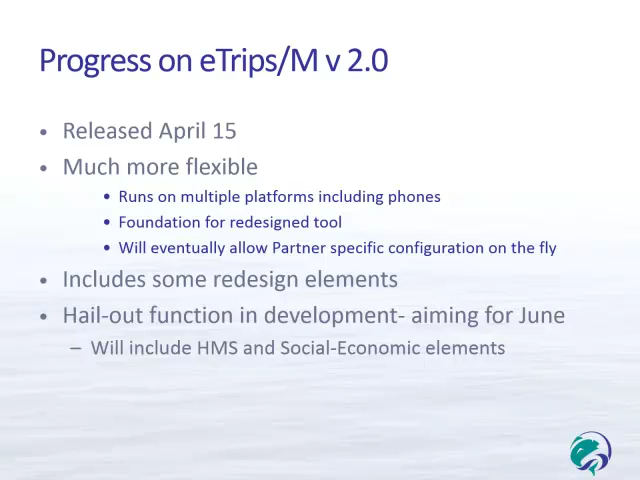 Progress on eTrips/M v 2.0
• Released April 15
• Much more flexible
• Runs on multiple platforms including phones
• Foundation for redesigned tool
• Will eventually allow Partner specific configuration on the fly
• Includes some redesign elements
• Hail-out function in development- aiming for June
– Will include HMS and Social-Economic elements